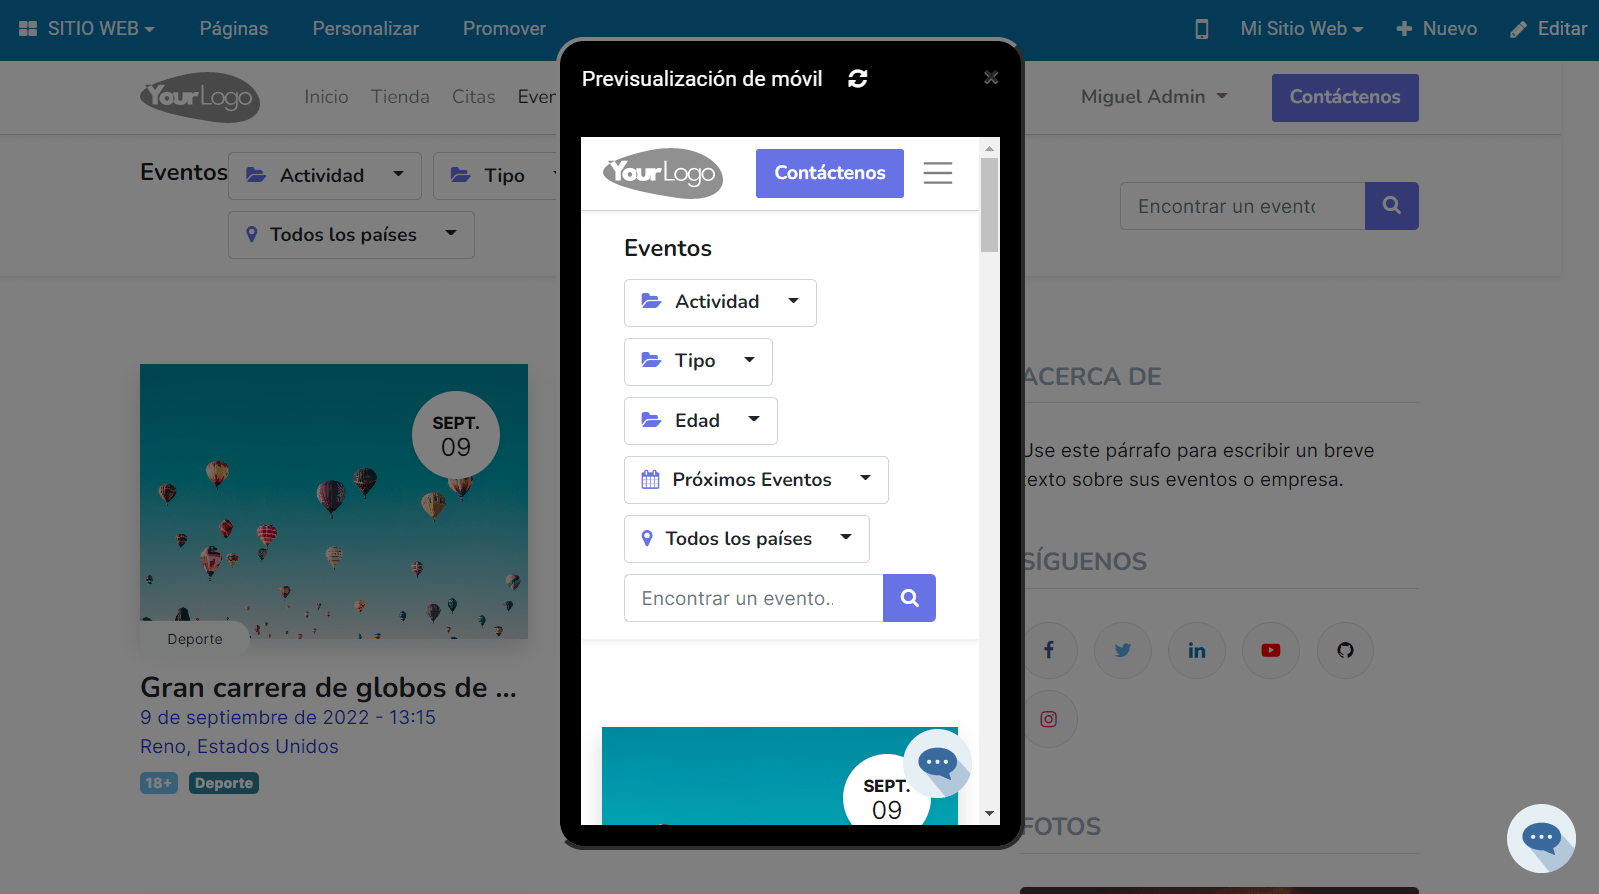 SITIO WEB Páginas Personalizar Promover Mi Sitio Web Nuevo Editar
YourLogo Inicio Tienda Citas Even Miguel Admin Contáctenos
Eventos Actividad Tipo
Todos los países
Encontrar un evento
SEPT.
09
Deporte
Gran carrera de globos de ...
9 de septiembre de 2022 - 13:15
Reno, Estados Unidos
18+ Deporte
Previsualización de móvil
YourLogo Contáctenos
Eventos
Actividad
Tipo
Edad
Próximos Eventos
Todos los países
Encontrar un evento..
SEPT.
09
ACERCA DE
Use este párrafo para escribir un breve
texto sobre sus eventos o empresa.
SÍGUENOS
FOTOS